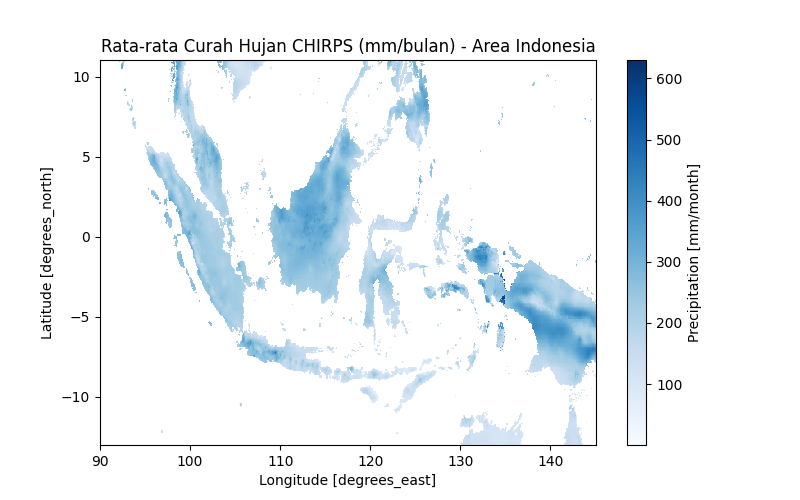 Rata-rata Curah Hujan CHIRPS (mm/bulan) - Area Indonesia
10
5
0
−5
−10
Latitude [degrees_north]
90 100 110 120 130 140
Longitude [degrees_east]
600
500
400
300
200
100
Precipitation [mm/month]